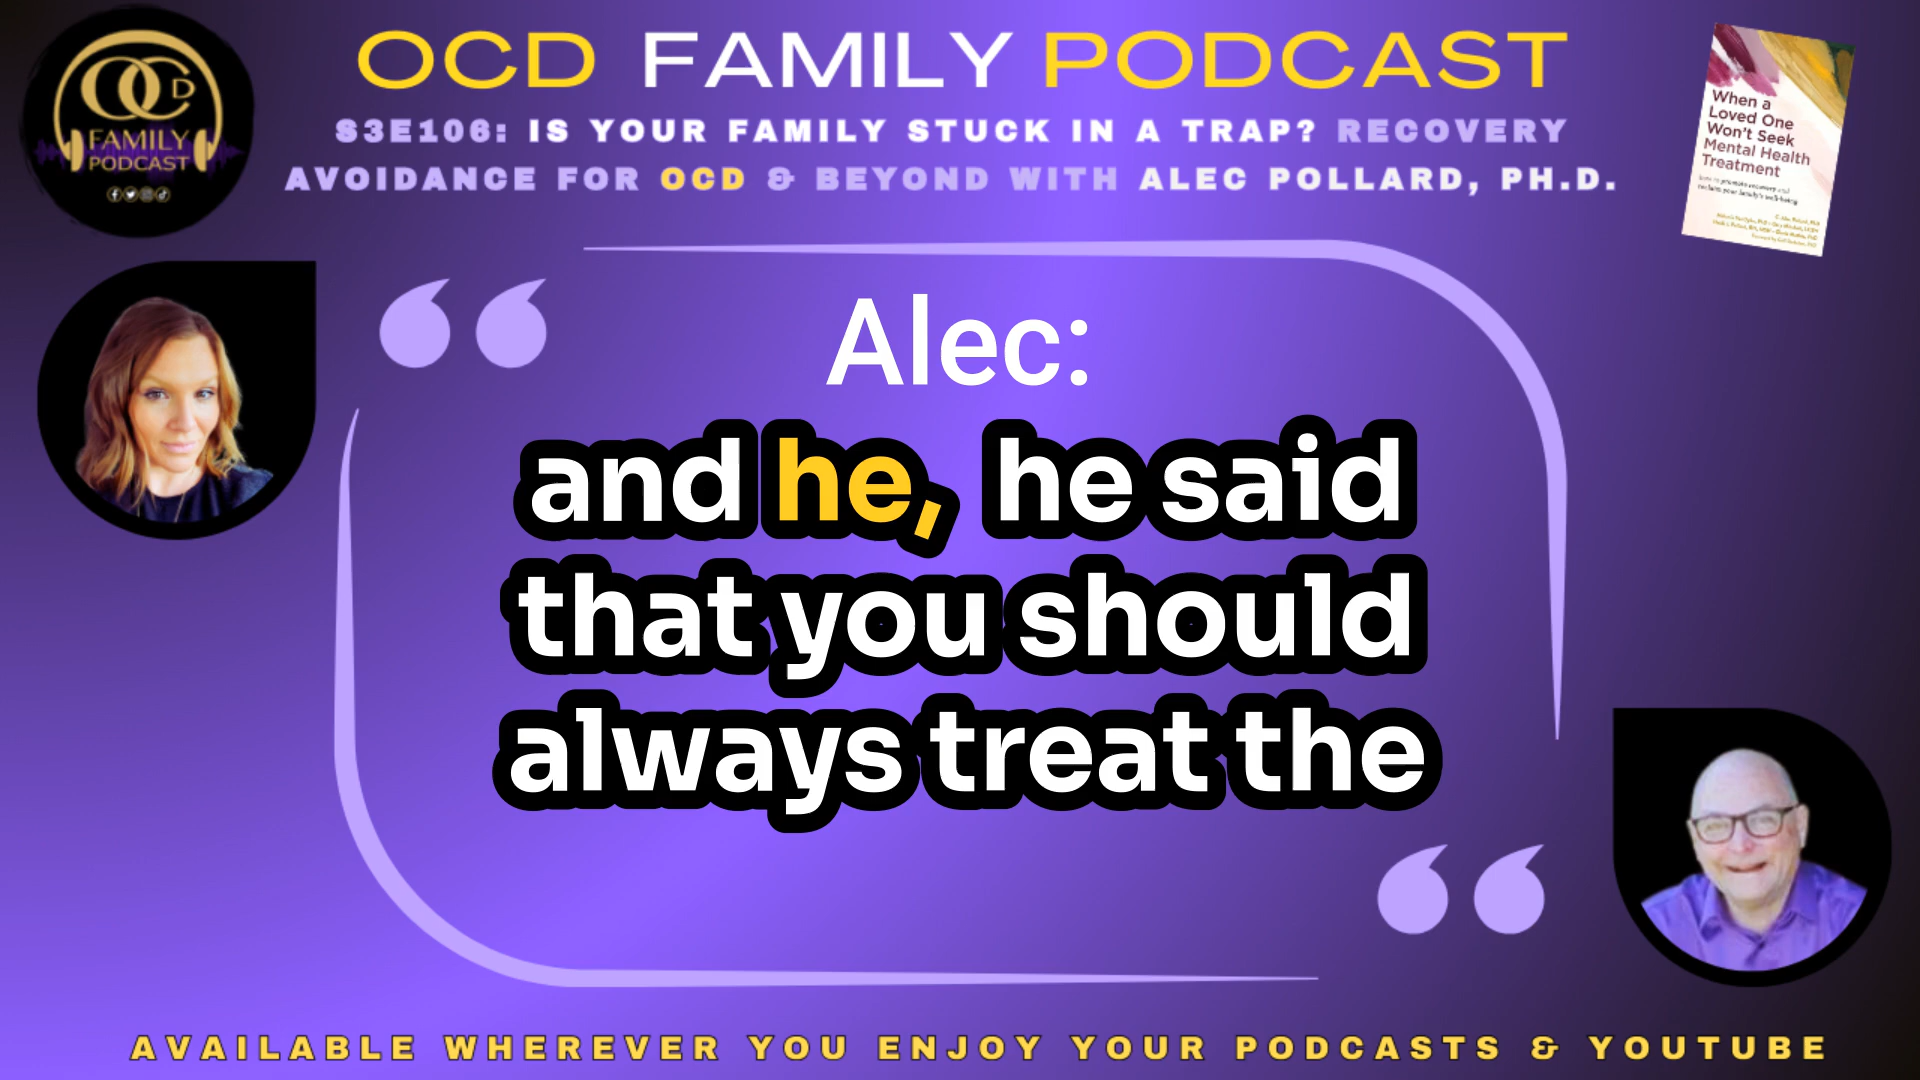 OCD FAMILY PODCAST
S3E106: IS YOUR FAMILY STUCK IN A TRAP? RECOVERY
AVOIDANCE FOR OCD & BEYOND WITH ALEC POLLARD, PH.D.
OCD
FAMILY
PODCAST
When a
Loved One
Won't Seek
Mental Health
Treatment
Alec:
and he, he said
that you should
always treat the
AVAILABLE WHEREVER YOU ENJOY YOUR PODCASTS & YOUTUBE